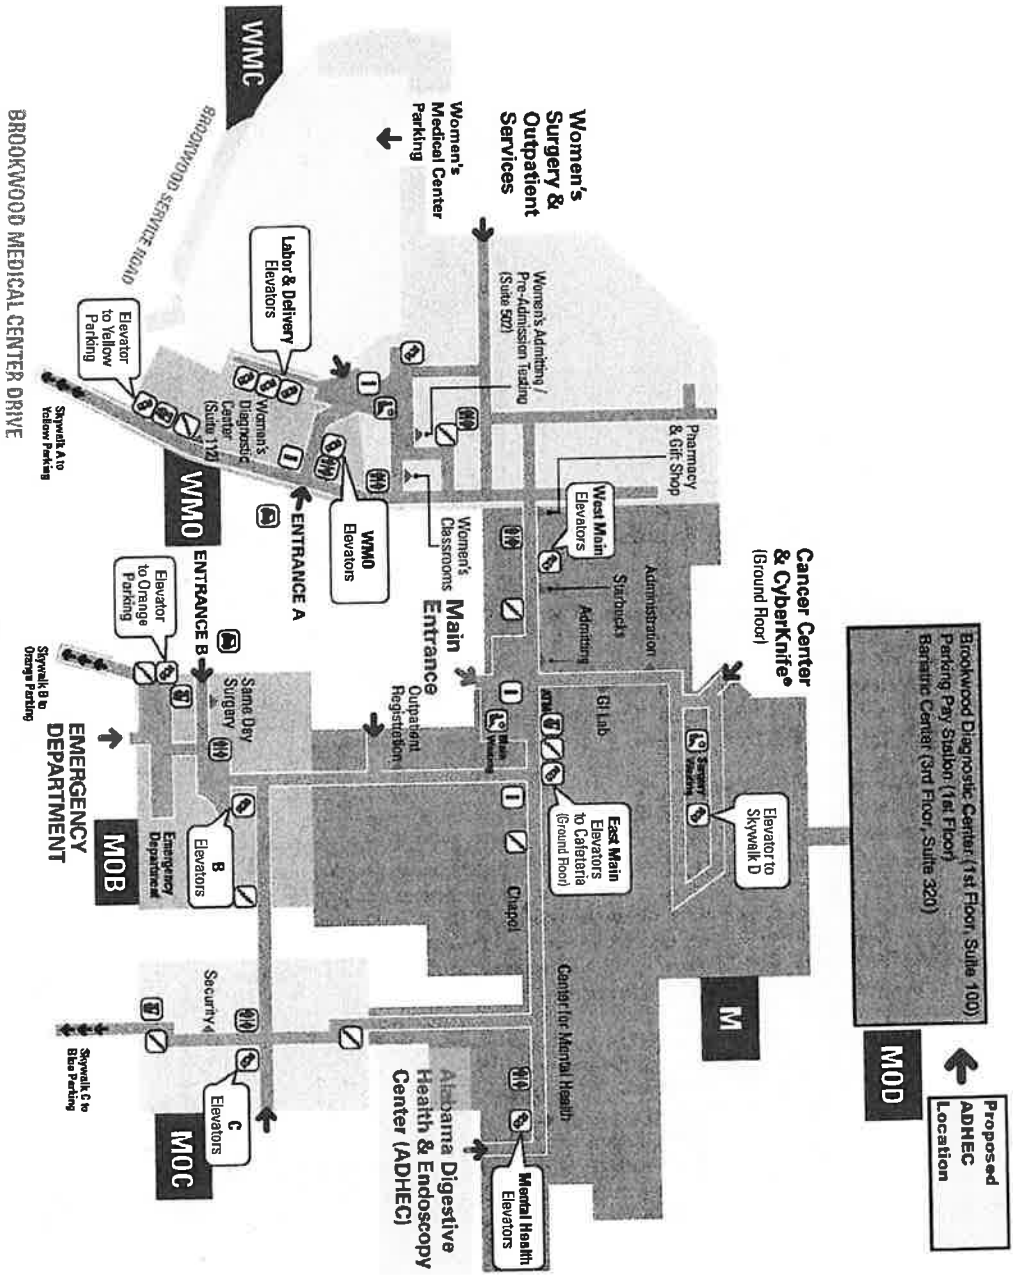 Brookwood Diagnostic Center (1st Floor, Suite 100)
Parking Pay Station (1st Floor)
Bariatric Center (3rd Floor, Suite 320)
Proposed
ADHEC
Location
MOD
M
Cancer Center
& CyberKnife®
(Ground Floor)
Elevator to
Skywalk D
Surgery
Waiting
Pharmacy
& Gift Shop
West Main
Elevators
Administration
Starbucks
Admitting
GI Lab
ATM
East Main
Elevators
to Cafeteria
(Ground Floor)
Center for Mental Health
Mental Health
Elevators
Women's
Surgery &
Outpatient
Services
Women's Admitting /
Pre-Admission Testing
(Suite 502)
Women's
Classrooms
Main
Entrance
Main
Waiting
Chapel
Outpatient
Registration
Alabama Digestive
Health & Endoscopy
Center (ADHEC)
Women's
Medical Center
Parking
WMC
BROOKWOOD SERVICE ROAD
Labor & Delivery
Elevators
Women's
Diagnostic
Center
(Suite 112)
WMO
Elevators
ENTRANCE A
Elevator
to Yellow
Parking
WMO
ENTRANCE B
Same Day
Surgery
Elevator
to Orange
Parking
B
Elevators
Emergency
Department
MOB
Security
C
Elevators
MOC
Skywalk A to
Yellow Parking
Skywalk B to
Orange Parking
EMERGENCY
DEPARTMENT
Skywalk C to
Blue Parking
BROOKWOOD MEDICAL CENTER DRIVE